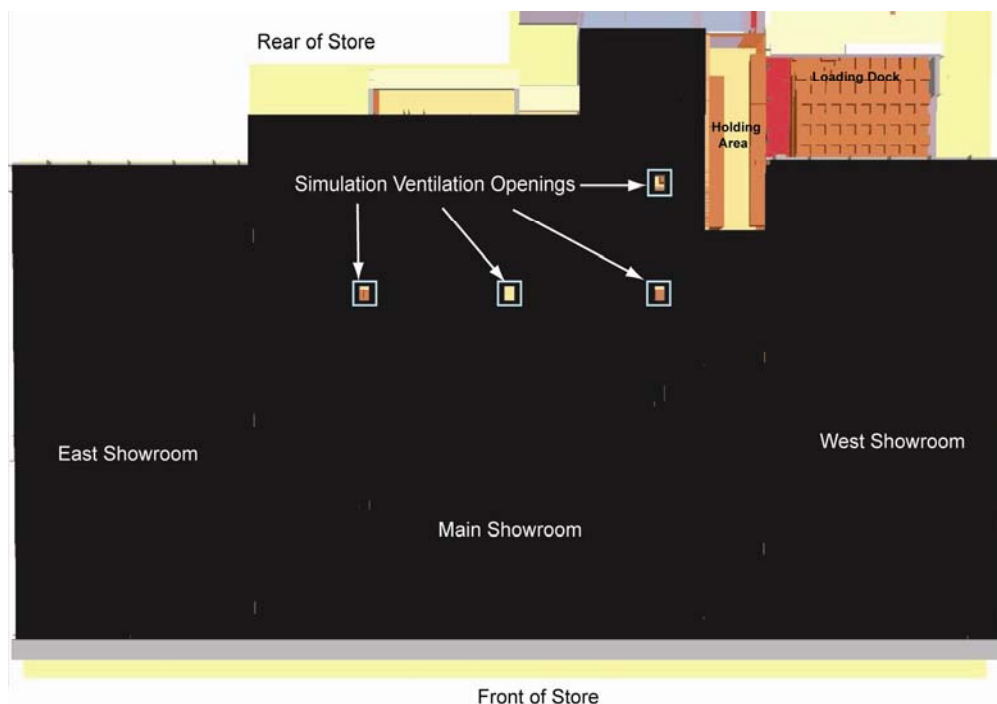 Rear of Store
Loading Dock
Holding
Area
Simulation Ventilation Openings
East Showroom
West Showroom
Main Showroom
Front of Store